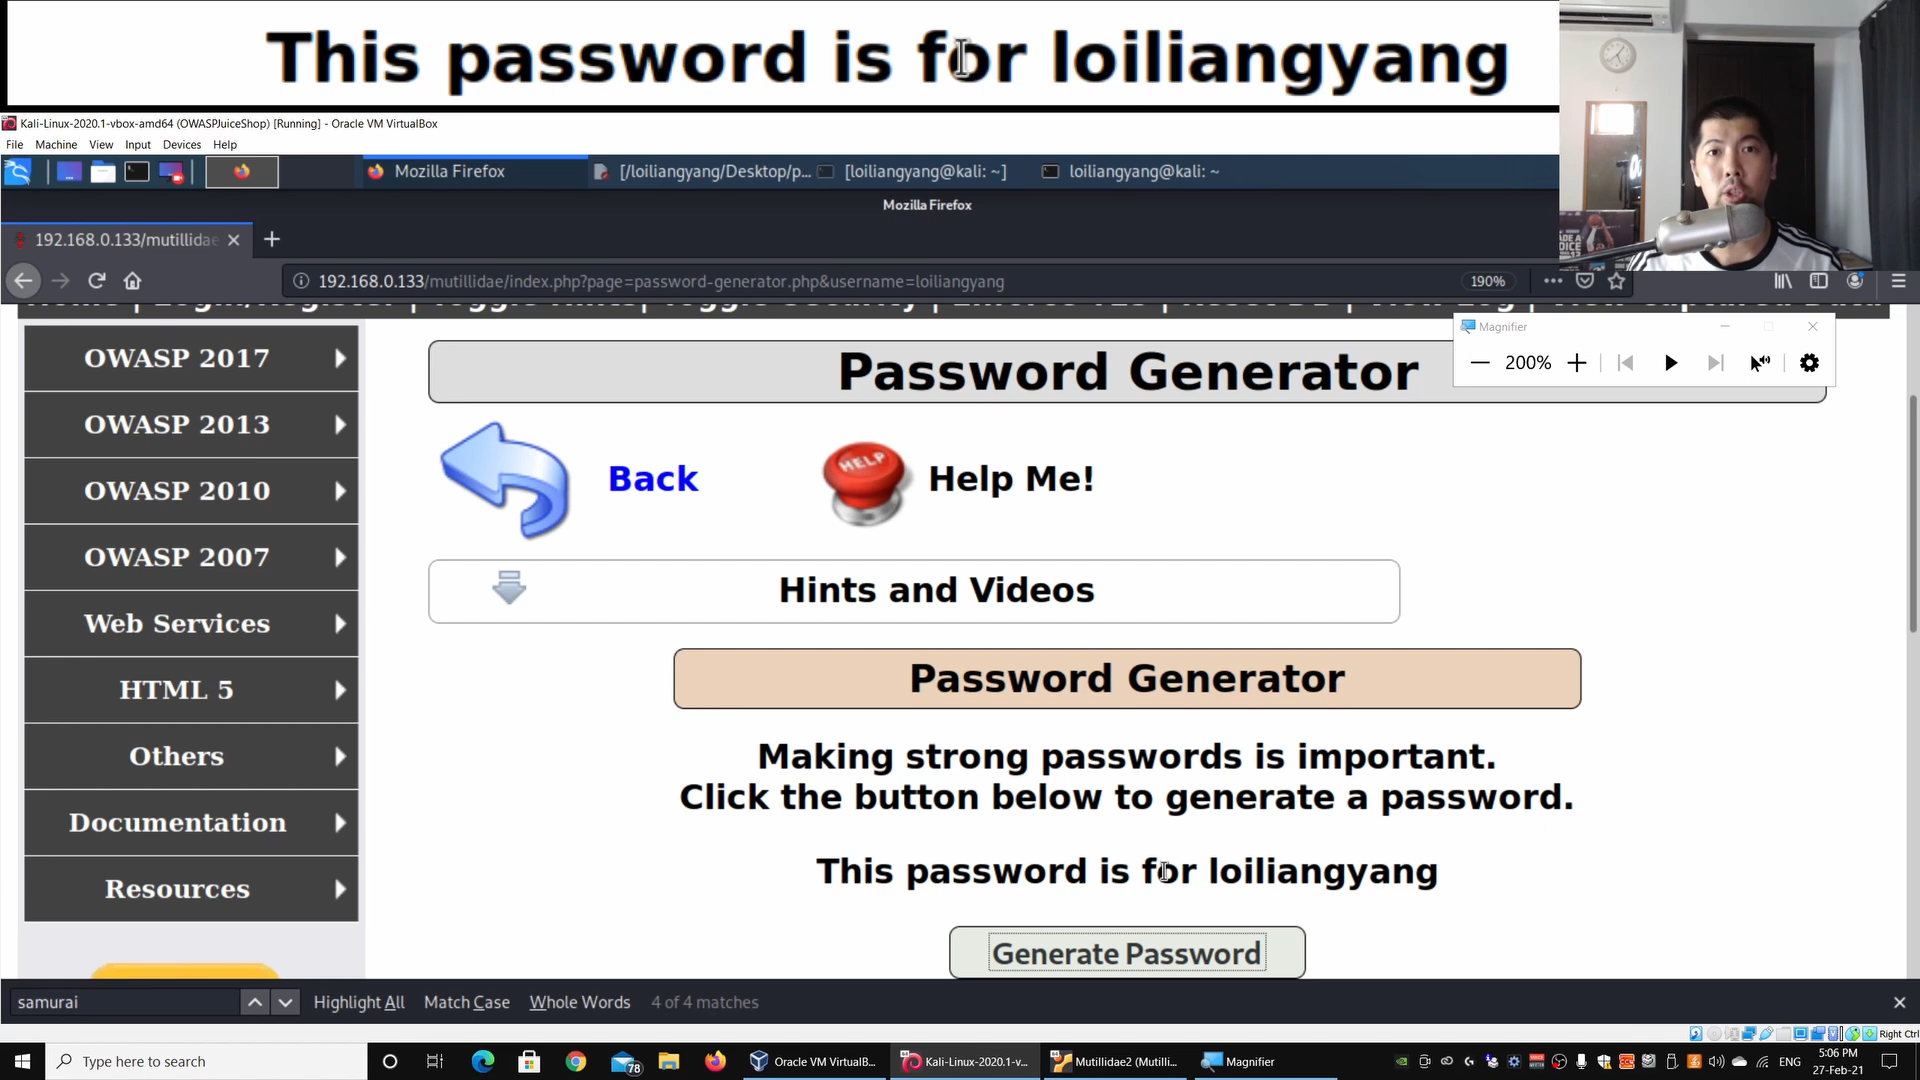 This password is for loiliangyang
Kali-Linux-2020.1-vbox-amd64 (OWASPJuiceShop) [Running] - Oracle VM VirtualBox
File Machine View Input Devices Help
Mozilla Firefox
[/loiliangyang/Desktop/p...
[loiliangyang@kali: ~]
loiliangyang@kali: ~
Mozilla Firefox
192.168.0.133/mutillidae
192.168.0.133/mutillidae/index.php?page=password-generator.php&username=loiliangyang
190%
Magnifier
200%
OWASP 2017
OWASP 2013
OWASP 2010
OWASP 2007
Web Services
HTML 5
Others
Documentation
Resources
Password Generator
Back
HELP
Help Me!
Hints and Videos
Password Generator
Making strong passwords is important.
Click the button below to generate a password.
This password is for loiliangyang
Generate Password
samurai
Highlight All Match Case Whole Words 4 of 4 matches
Right Ctrl
Type here to search
78
Oracle VM VirtualB...
Kali-Linux-2020.1-v...
Mutillidae2 (Mutilli...
Magnifier
ENG
5:06 PM
27-Feb-21